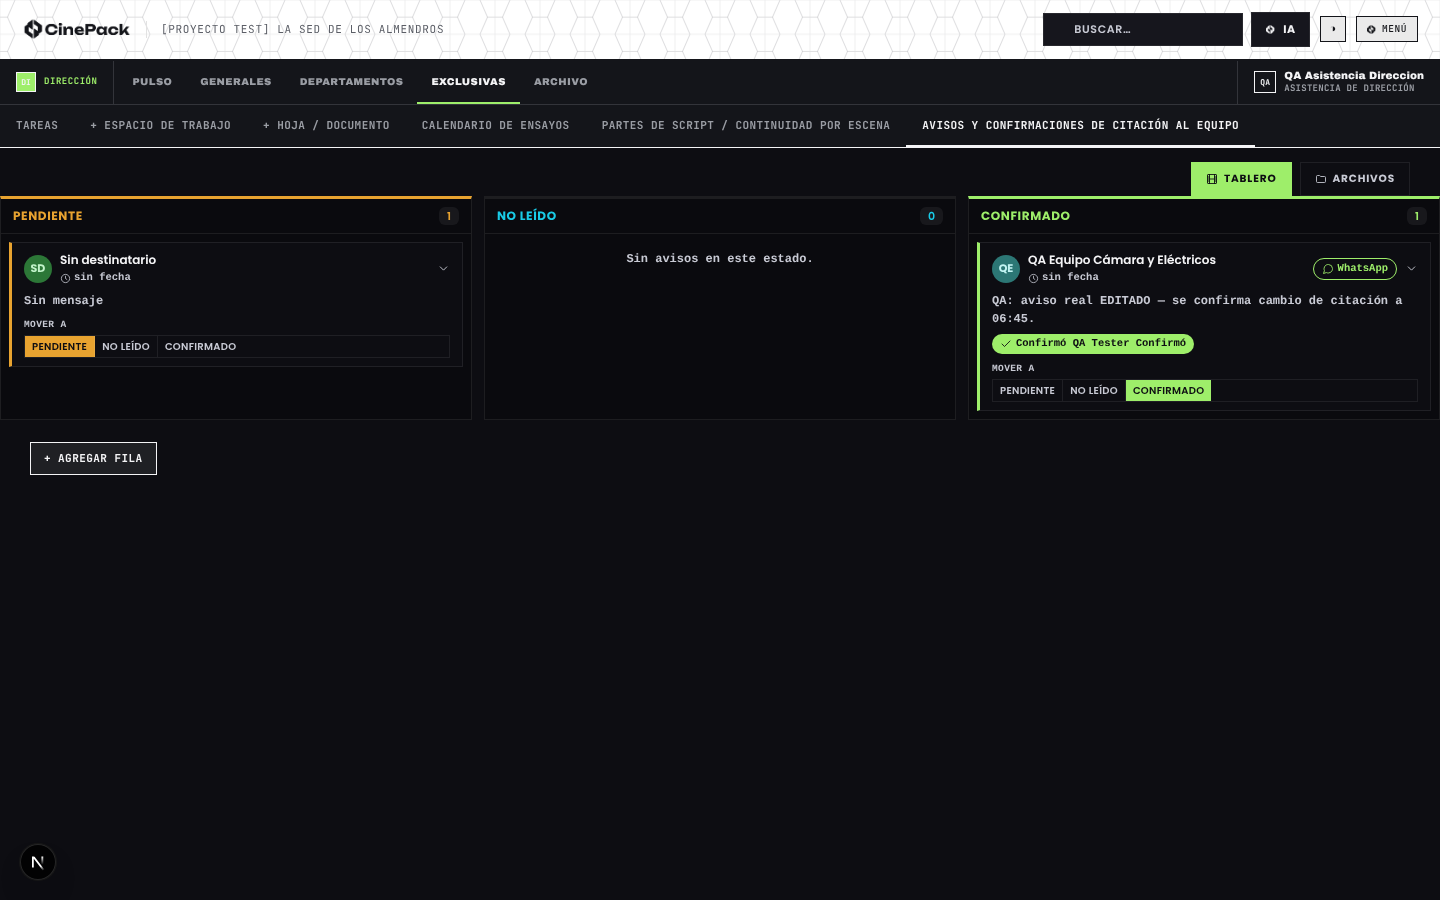 CinePack
[PROYECTO TEST] LA SED DE LOS ALMENDROS
BUSCAR…
IA
MENÚ
DI
DIRECCIÓN
PULSO
GENERALES
DEPARTAMENTOS
EXCLUSIVAS
ARCHIVO
QA
QA Asistencia Direccion
ASISTENCIA DE DIRECCIÓN
TAREAS
+ ESPACIO DE TRABAJO
+ HOJA / DOCUMENTO
CALENDARIO DE ENSAYOS
PARTES DE SCRIPT / CONTINUIDAD POR ESCENA
AVISOS Y CONFIRMACIONES DE CITACIÓN AL EQUIPO
TABLERO
ARCHIVOS
PENDIENTE
1
SD
Sin destinatario
sin fecha
Sin mensaje
MOVER A
PENDIENTE
NO LEÍDO
CONFIRMADO
NO LEÍDO
0
Sin avisos en este estado.
CONFIRMADO
1
QE
QA Equipo Cámara y Eléctricos
sin fecha
WhatsApp
QA: aviso real EDITADO — se confirma cambio de citación a
06:45.
Confirmó QA Tester Confirmó
MOVER A
PENDIENTE
NO LEÍDO
CONFIRMADO
+ AGREGAR FILA
N